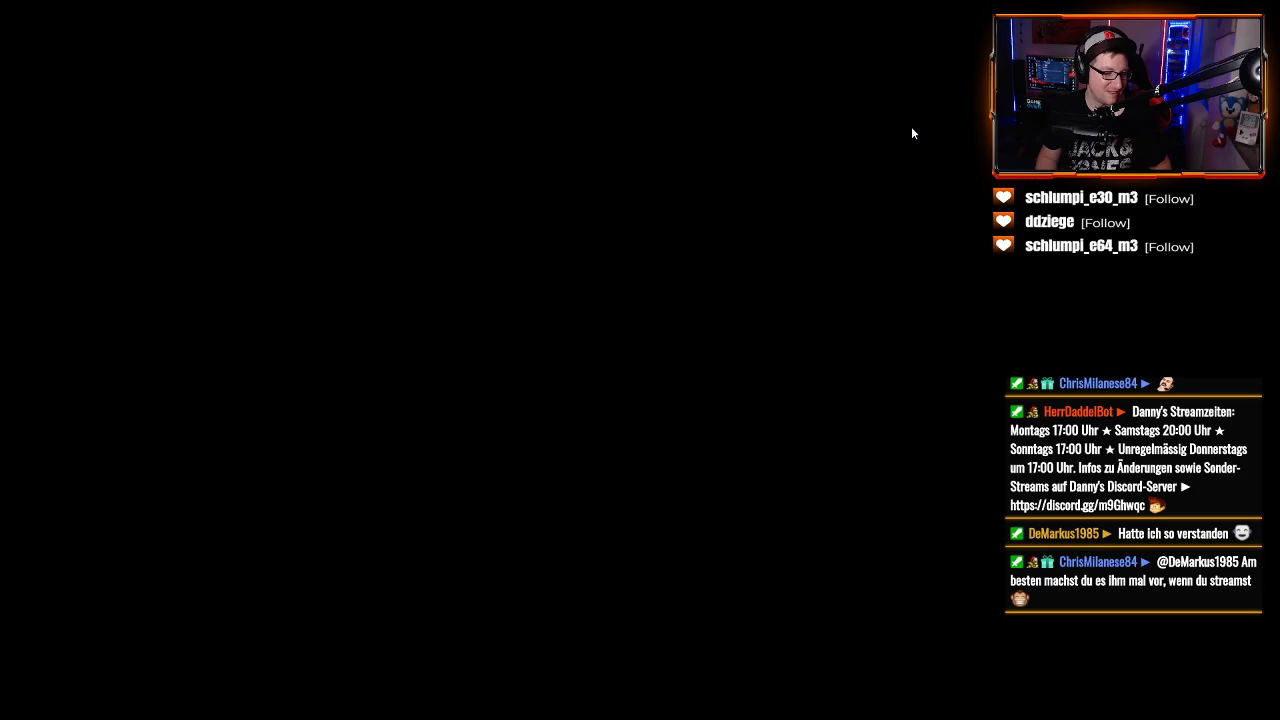 JACK &
JONES
schlumpi_e30_m3 [Follow]
ddziege [Follow]
schlumpi_e64_m3 [Follow]
ChrisMilanese84 ►
HerrDaddelBot ► Danny's Streamzeiten:
Montags 17:00 Uhr ★ Samstags 20:00 Uhr ★
Sonntags 17:00 Uhr ★ Unregelmässig Donnerstags
um 17:00 Uhr. Infos zu Änderungen sowie Sonder-
Streams auf Danny's Discord-Server ►
https://discord.gg/m9Ghwqc
DeMarkus1985 ► Hatte ich so verstanden
ChrisMilanese84 ► @DeMarkus1985 Am
besten machst du es ihm mal vor, wenn du streamst